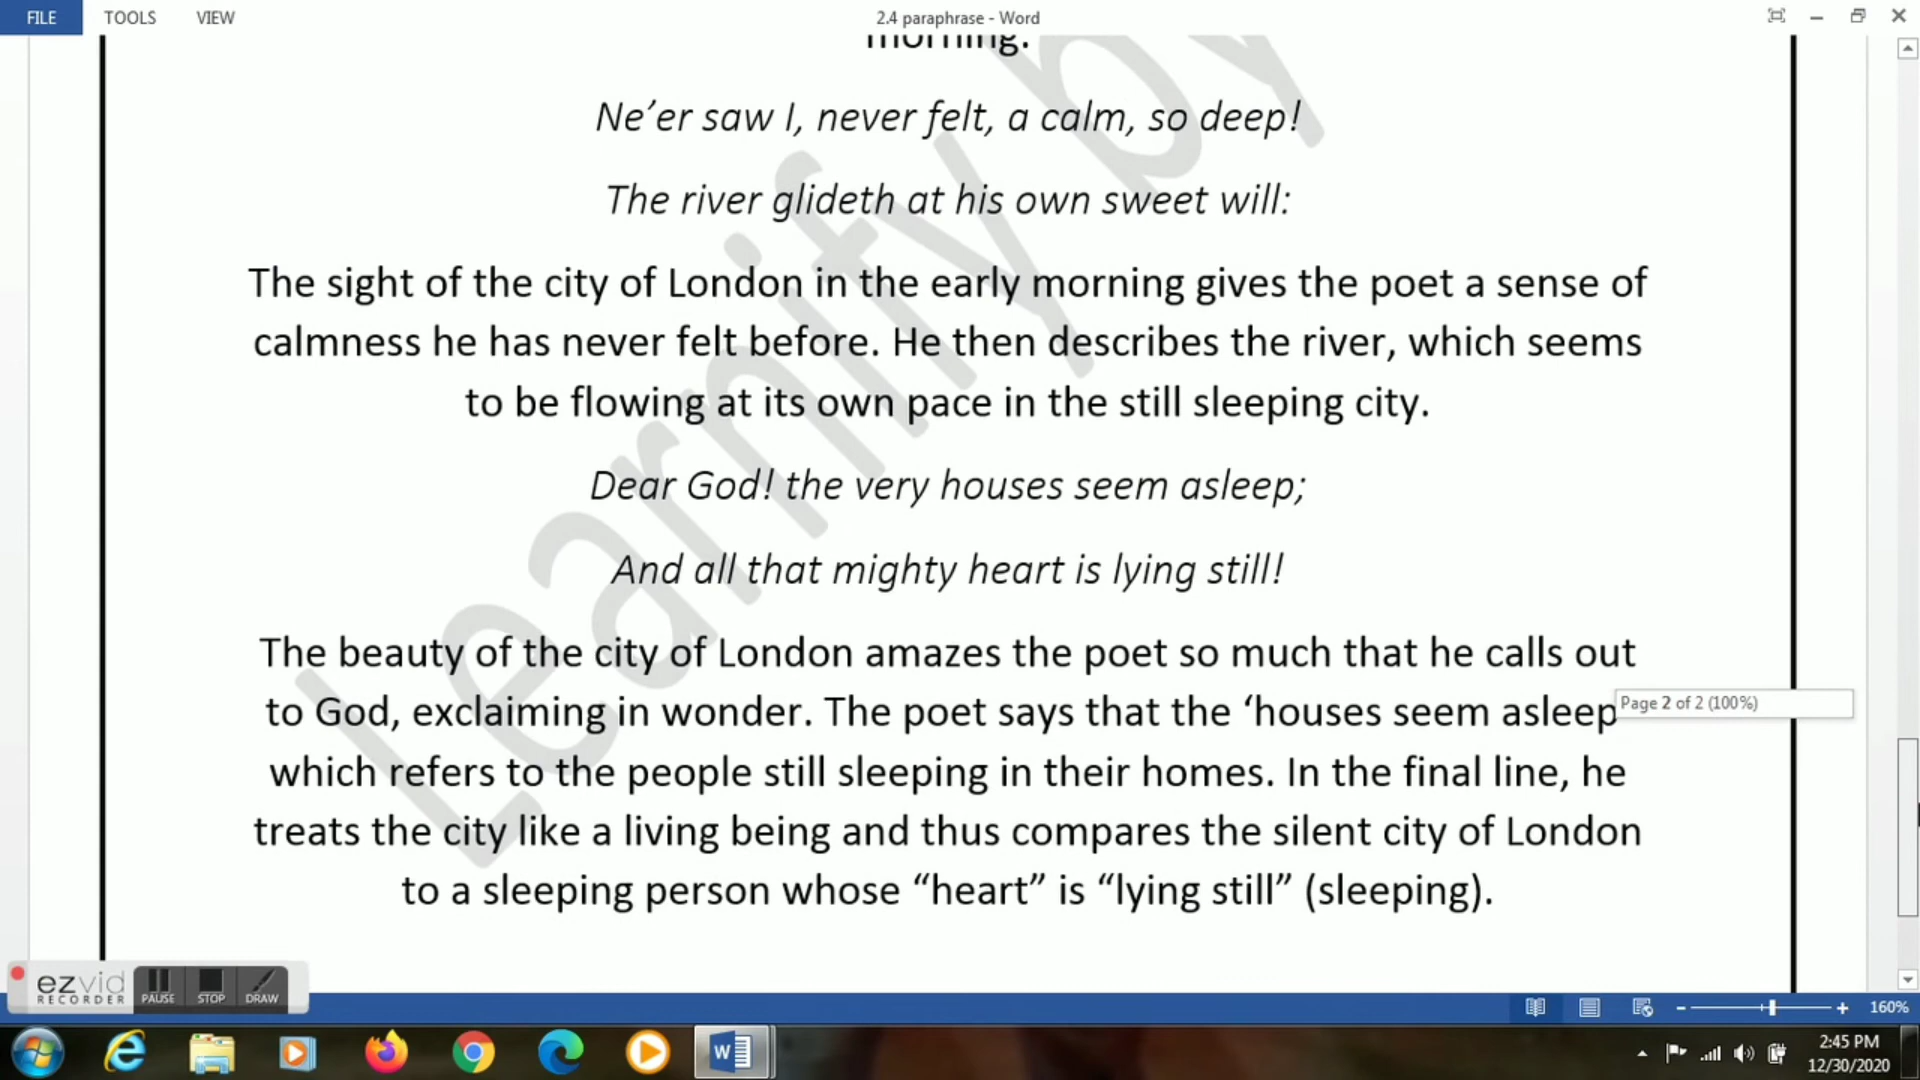 FILE TOOLS VIEW 2.4 paraphrase - Word
morning.
Ne’er saw I, never felt, a calm, so deep!
The river glideth at his own sweet will:
The sight of the city of London in the early morning gives the poet a sense of
calmness he has never felt before. He then describes the river, which seems
to be flowing at its own pace in the still sleeping city.
Dear God! the very houses seem asleep;
And all that mighty heart is lying still!
The beauty of the city of London amazes the poet so much that he calls out
to God, exclaiming in wonder. The poet says that the ‘houses seem asleep
Page 2 of 2 (100%)
which refers to the people still sleeping in their homes. In the final line, he
treats the city like a living being and thus compares the silent city of London
to a sleeping person whose “heart” is “lying still” (sleeping).
Learnify by
ezvid
RECORDER
PAUSE STOP DRAW
160%
W
2:45 PM
12/30/2020